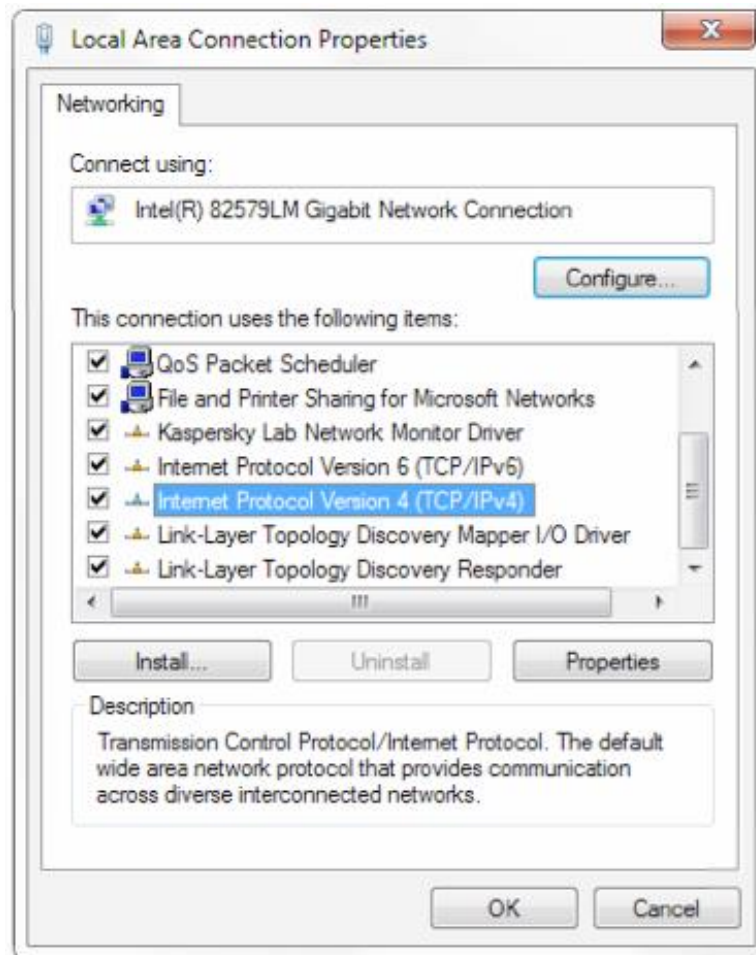 Local Area Connection Properties
Networking
Connect using:
Intel(R) 82579LM Gigabit Network Connection
Configure...
This connection uses the following items:
QoS Packet Scheduler
File and Printer Sharing for Microsoft Networks
Kaspersky Lab Network Monitor Driver
Internet Protocol Version 6 (TCP/IPv6)
Internet Protocol Version 4 (TCP/IPv4)
Link-Layer Topology Discovery Mapper I/O Driver
Link-Layer Topology Discovery Responder
Install...
Uninstall
Properties
Description
Transmission Control Protocol/Internet Protocol. The default
wide area network protocol that provides communication
across diverse interconnected networks.
OK
Cancel